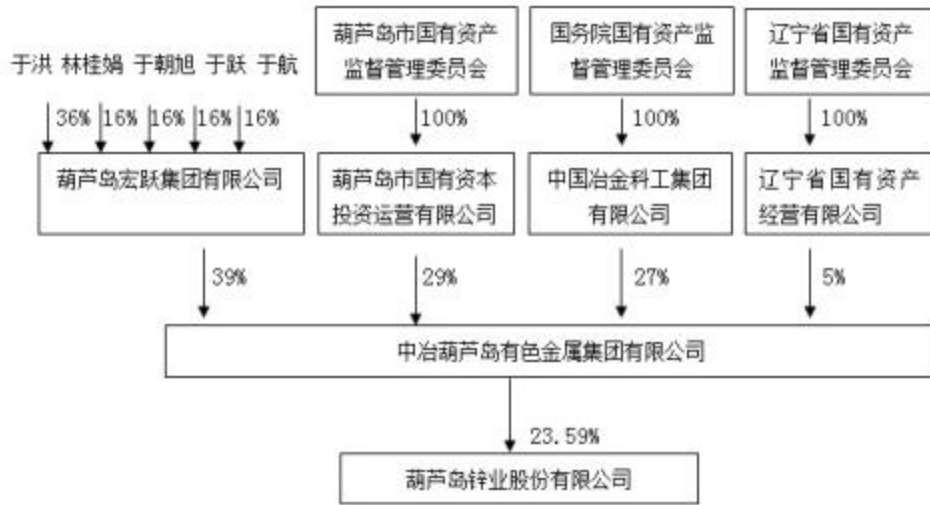 葫芦岛市国有资产
监督管理委员会
国务院国有资产监
督管理委员会
辽宁省国有资产
监督管理委员会
于洪 林桂娟 于朝旭 于跃 于航
36% 16% 16% 16% 16%
100%
100%
100%
葫芦岛宏跃集团有限公司
葫芦岛市国有资本
投资运营有限公司
中国冶金科工集团
有限公司
辽宁省国有资产
经营有限公司
39%
29%
27%
5%
中冶葫芦岛有色金属集团有限公司
23.59%
葫芦岛锌业股份有限公司